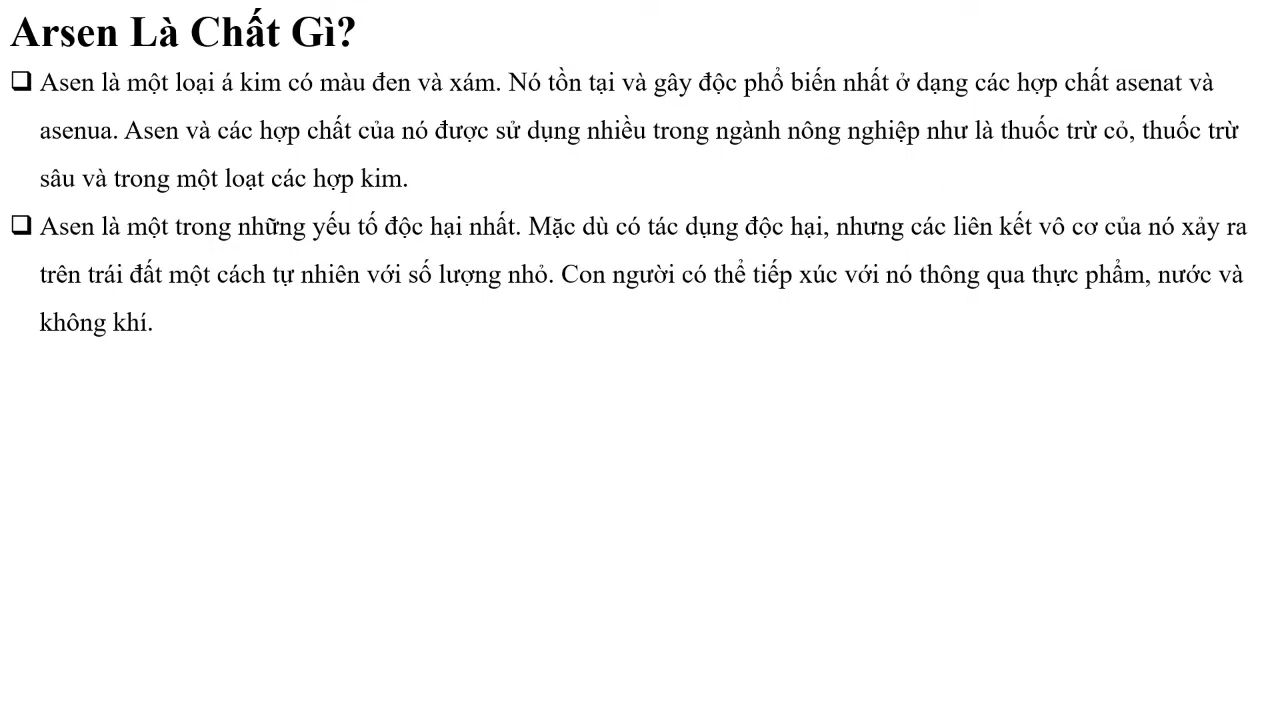 Arsen Là Chất Gì?
❑ Asen là một loại á kim có màu đen và xám. Nó tồn tại và gây độc phổ biến nhất ở dạng các hợp chất asenat và
asenua. Asen và các hợp chất của nó được sử dụng nhiều trong ngành nông nghiệp như là thuốc trừ cỏ, thuốc trừ
sâu và trong một loạt các hợp kim.
❑ Asen là một trong những yếu tố độc hại nhất. Mặc dù có tác dụng độc hại, nhưng các liên kết vô cơ của nó xảy ra
trên trái đất một cách tự nhiên với số lượng nhỏ. Con người có thể tiếp xúc với nó thông qua thực phẩm, nước và
không khí.